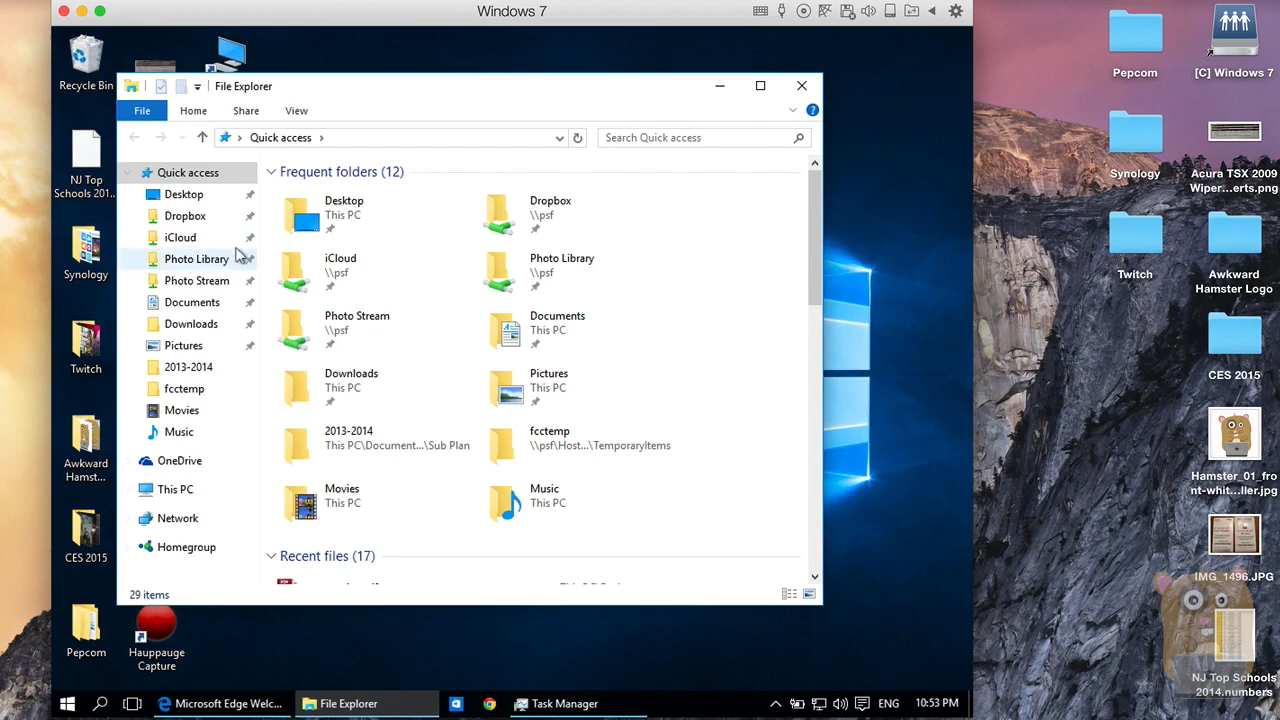 Windows 7
Recycle Bin
NJ Top
Schools 201...
Synology
Twitch
Awkward
Hamst...
CES 2015
Pepcom
Hauppauge
Capture
File Explorer
File
Home
Share
View
Quick access
Search Quick access
Quick access
Desktop
Dropbox
iCloud
Photo Library
Photo Stream
Documents
Downloads
Pictures
2013-2014
fcctemp
Movies
Music
OneDrive
This PC
Network
Homegroup
Frequent folders (12)
Desktop
This PC
Dropbox
\\psf
iCloud
\\psf
Photo Library
\\psf
Photo Stream
\\psf
Documents
This PC
Downloads
This PC
Pictures
This PC
2013-2014
This PC\Document...\Sub Plan
fcctemp
\\psf\Host...\TemporaryItems
Movies
This PC
Music
This PC
Recent files (17)
29 items
Microsoft Edge Welc...
File Explorer
Task Manager
ENG
10:53 PM
Pepcom
[C] Windows 7
Synology
Acura TSX 2009
Wiper...erts.png
Twitch
Awkward
Hamster Logo
CES 2015
Hamster_01_fro
nt-whit...ller.jpg
IMG_1496.JPG
NJ Top Schools
2014.numbers